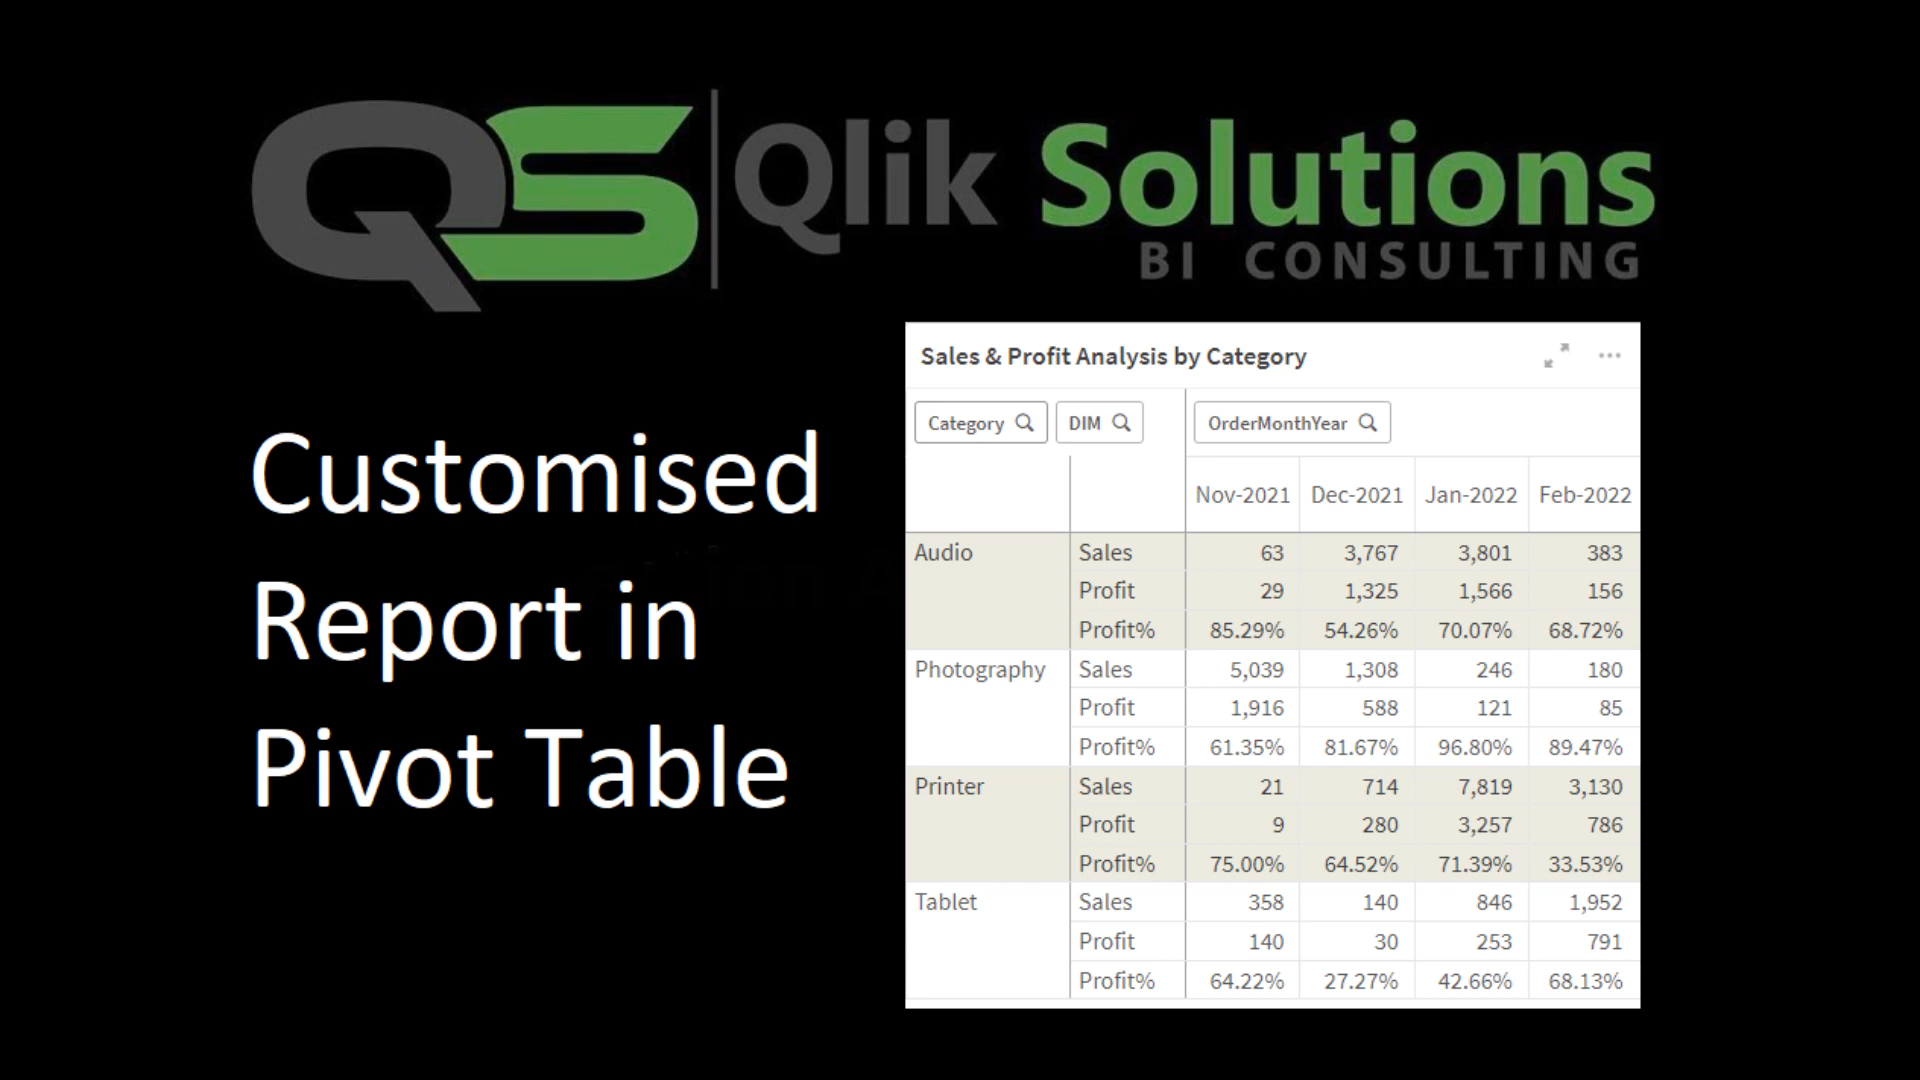 QS Qlik Solutions
BI CONSULTING
Customised
Report in
Pivot Table
Sales & Profit Analysis by Category
Category DIM OrderMonthYear
Nov-2021 Dec-2021 Jan-2022 Feb-2022
Audio Sales 63 3,767 3,801 383
Profit 29 1,325 1,566 156
Profit% 85.29% 54.26% 70.07% 68.72%
Photography Sales 5,039 1,308 246 180
Profit 1,916 588 121 85
Profit% 61.35% 81.67% 96.80% 89.47%
Printer Sales 21 714 7,819 3,130
Profit 9 280 3,257 786
Profit% 75.00% 64.52% 71.39% 33.53%
Tablet Sales 358 140 846 1,952
Profit 140 30 253 791
Profit% 64.22% 27.27% 42.66% 68.13%